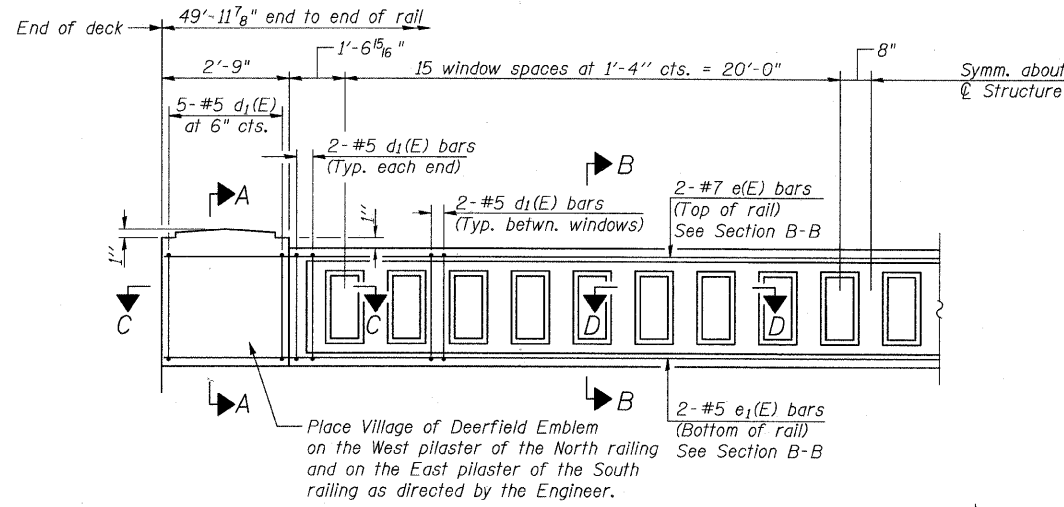 49'-11 7/8" end to end of rail
End of deck
1'-6 15/16"
8"
2'-9"
15 window spaces at 1'-4" cts. = 20'-0"
Symm. about
℄ Structure
5-#5 d1(E)
at 6" cts.
2-#5 d1(E) bars
(Typ. each end)
B
2-#7 e(E) bars
(Top of rail)
See Section B-B
A
2-#5 d1(E) bars
(Typ. betwn. windows)
1"
1"
C
C
D
D
A
B
2-#5 e1(E) bars
(Bottom of rail)
See Section B-B
Place Village of Deerfield Emblem
on the West pilaster of the North railing
and on the East pilaster of the South
railing as directed by the Engineer.